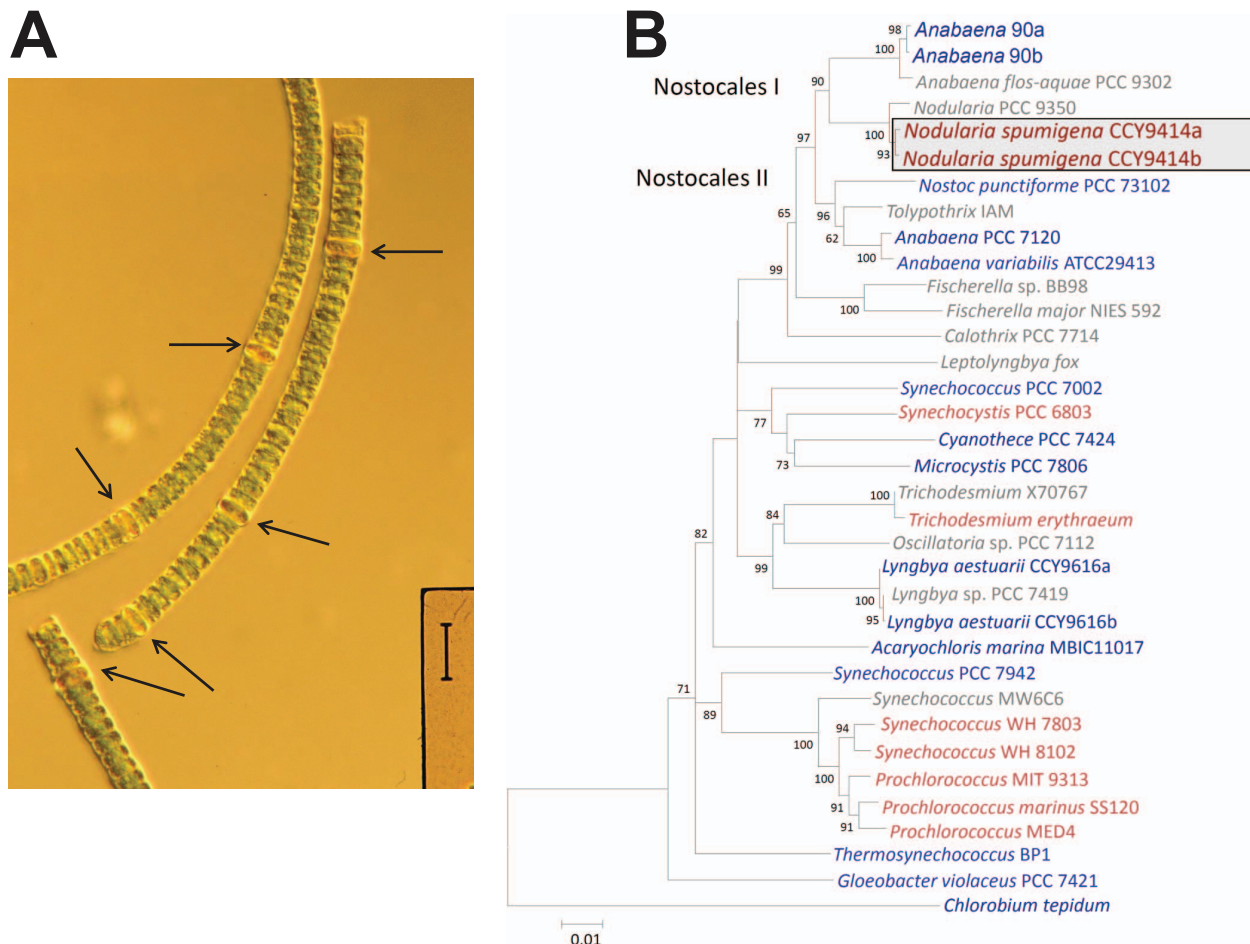 A
B
Nostocales I
Nostocales II
98
Anabaena 90a
100
Anabaena 90b
90
Anabaena flos-aquae PCC 9302
Nodularia PCC 9350
97
100
Nodularia spumigena CCY9414a
93
Nodularia spumigena CCY9414b
Nostoc punctiforme PCC 73102
65
96
Tolypothrix IAM
62
Anabaena PCC 7120
100
Anabaena variabilis ATCC29413
99
Fischerella sp. BB98
100
Fischerella major NIES 592
Calothrix PCC 7714
Leptolyngbya fox
Synechococcus PCC 7002
77
Synechocystis PCC 6803
Cyanothece PCC 7424
73
Microcystis PCC 7806
100
Trichodesmium X70767
84
Trichodesmium erythraeum
82
Oscillatoria sp. PCC 7112
99
Lyngbya aestuarii CCY9616a
100
Lyngbya sp. PCC 7419
95
Lyngbya aestuarii CCY9616b
Acaryochloris marina MBIC11017
71
Synechococcus PCC 7942
89
Synechococcus MW6C6
94
Synechococcus WH 7803
100
Synechococcus WH 8102
100
Prochlorococcus MIT 9313
91
Prochlorococcus marinus SS120
91
Prochlorococcus MED4
Thermosynechococcus BP1
Gloeobacter violaceus PCC 7421
Chlorobium tepidum
0.01